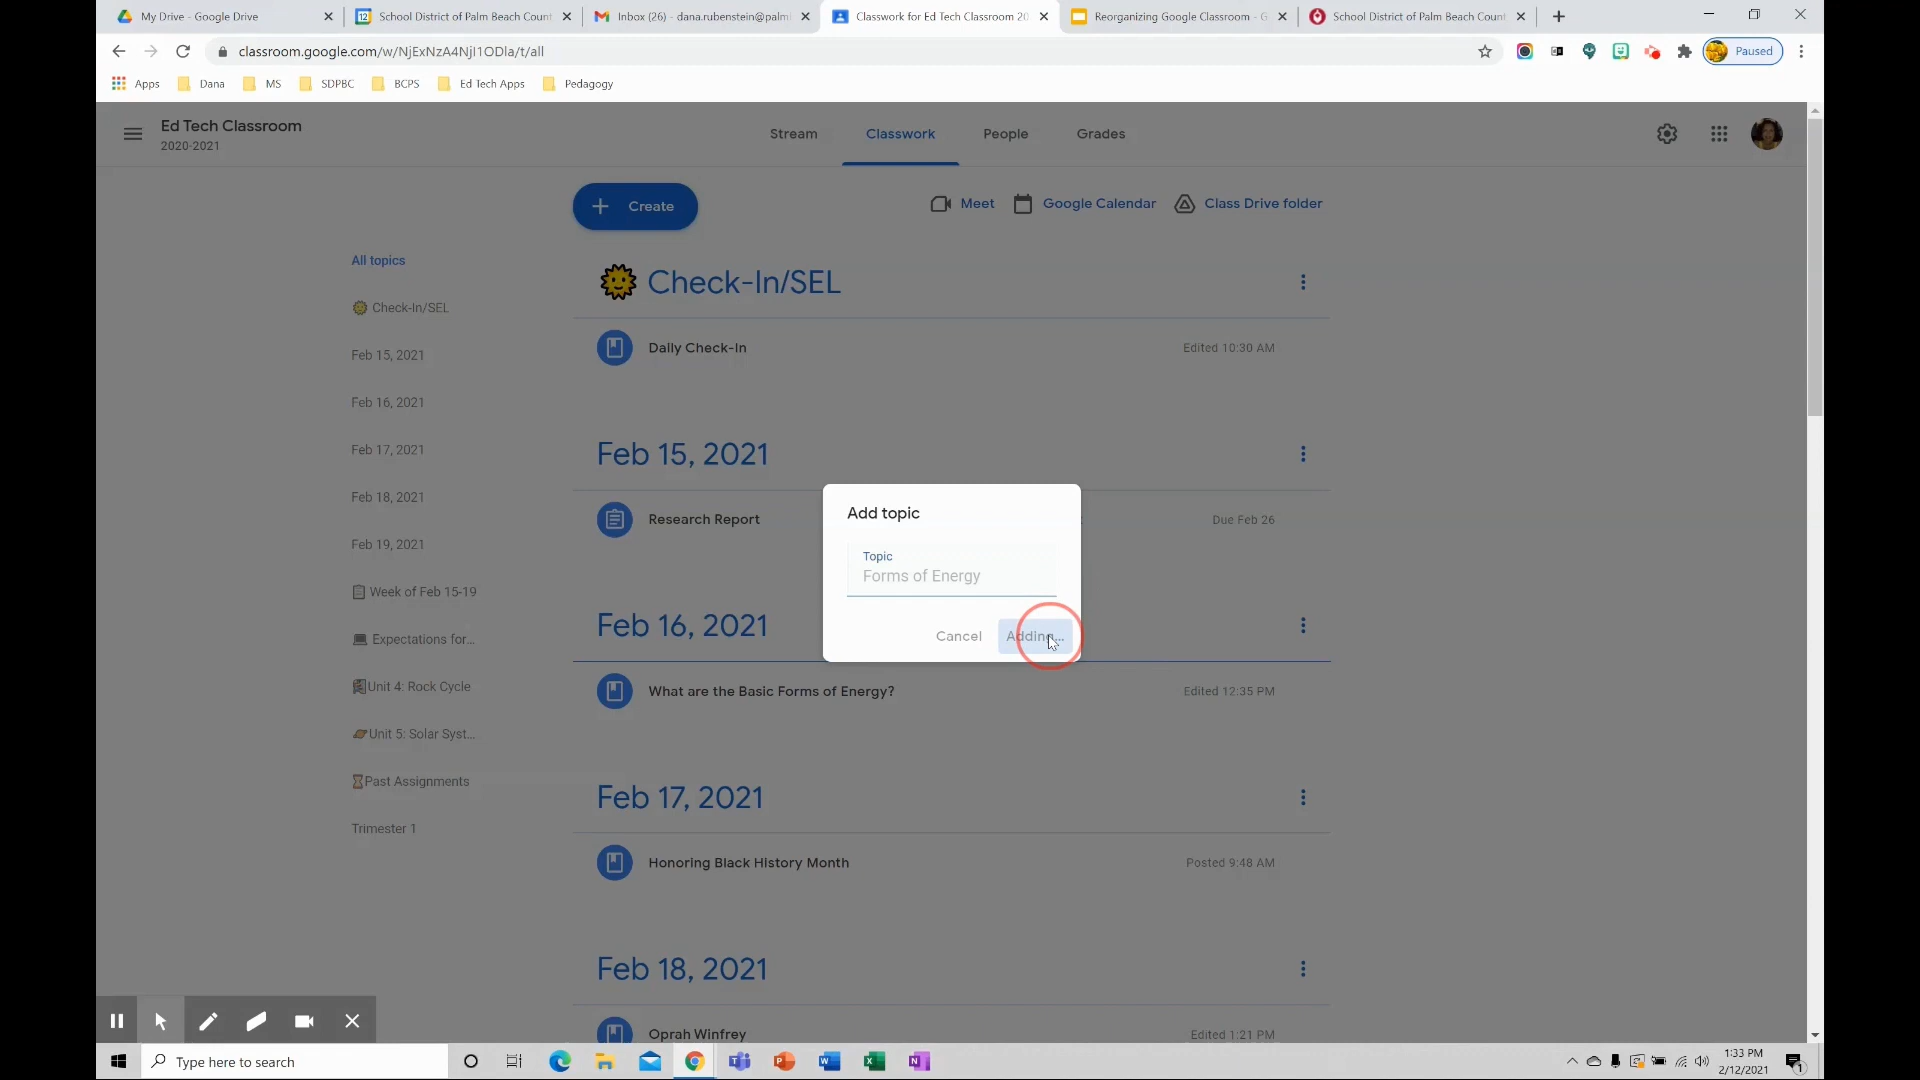 My Drive - Google Drive
School District of Palm Beach Count
Inbox (26) - dana.rubenstein@palm
Classwork for Ed Tech Classroom 20
Reorganizing Google Classroom - G
School District of Palm Beach Count
classroom.google.com/w/NjExNzA4NjI1ODla/t/all
Paused
Apps
Dana
MS
SDPBC
BCPS
Ed Tech Apps
Pedagogy
Ed Tech Classroom
2020-2021
Stream
Classwork
People
Grades
Create
Meet
Google Calendar
Class Drive folder
All topics
Check-In/SEL
Feb 15, 2021
Feb 16, 2021
Feb 17, 2021
Feb 18, 2021
Feb 19, 2021
Week of Feb 15-19
Expectations for...
Unit 4: Rock Cycle
Unit 5: Solar Syst...
Past Assignments
Trimester 1
Check-In/SEL
Daily Check-In
Edited 10:30 AM
Feb 15, 2021
Research Report
Due Feb 26
Feb 16, 2021
What are the Basic Forms of Energy?
Edited 12:35 PM
Feb 17, 2021
Honoring Black History Month
Posted 9:48 AM
Feb 18, 2021
Oprah Winfrey
Edited 1:21 PM
Add topic
Topic
Forms of Energy
Cancel
Adding...
Type here to search
1:33 PM
2/12/2021